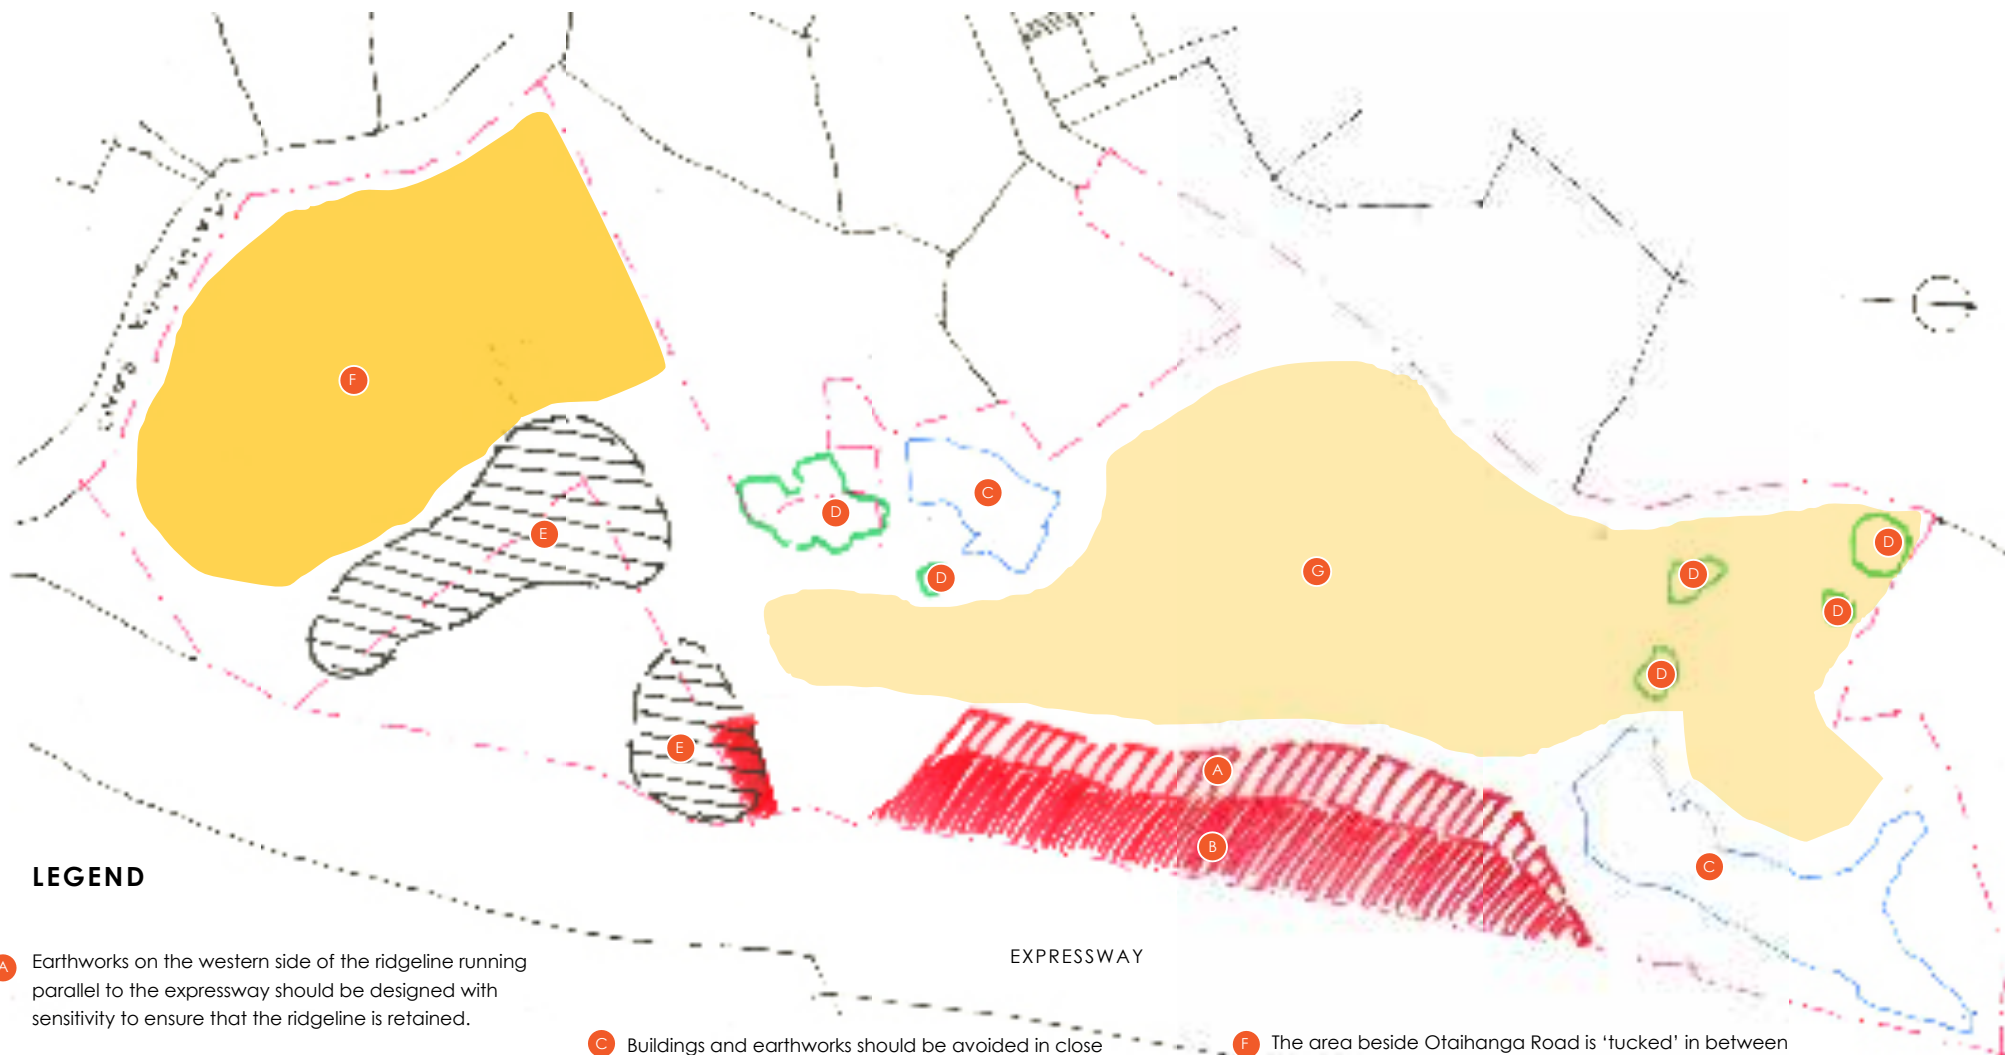 F
E
E
D
D
C
G
D
D
D
D
A
B
C
EXPRESSWAY
LEGEND
A Earthworks on the western side of the ridgeline running
parallel to the expressway should be designed with
sensitivity to ensure that the ridgeline is retained.
C Buildings and earthworks should be avoided in close
F The area beside Otaihanga Road is ‘tucked’ in between